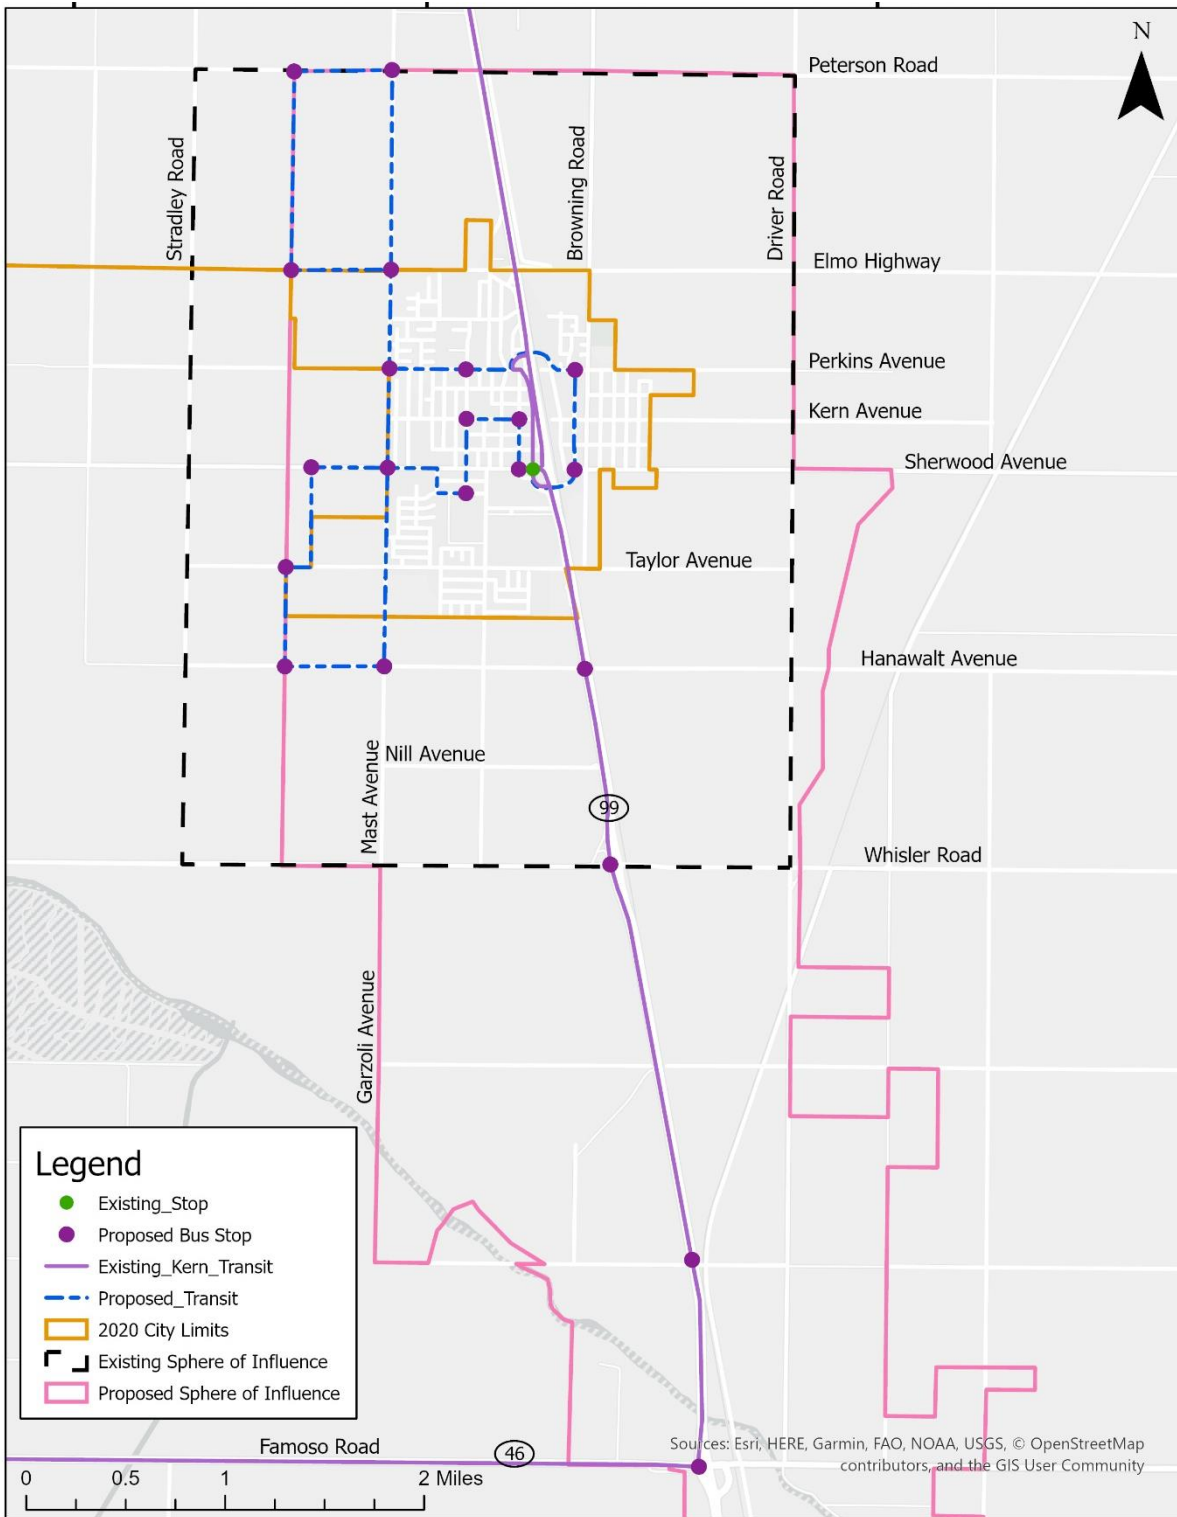 N
Peterson Road
Stradley Road
Browning Road
Driver Road
Elmo Highway
Perkins Avenue
Kern Avenue
Sherwood Avenue
Taylor Avenue
Hanawalt Avenue
Nill Avenue
Mast Avenue
99
Whisler Road
Garzoli Avenue
Legend
Existing_Stop
Proposed Bus Stop
Existing_Kern_Transit
Proposed_Transit
2020 City Limits
Existing Sphere of Influence
Proposed Sphere of Influence
Famoso Road
46
Sources: Esri, HERE, Garmin, FAO, NOAA, USGS, © OpenStreetMap
contributors, and the GIS User Community
0 0.5 1 2 Miles